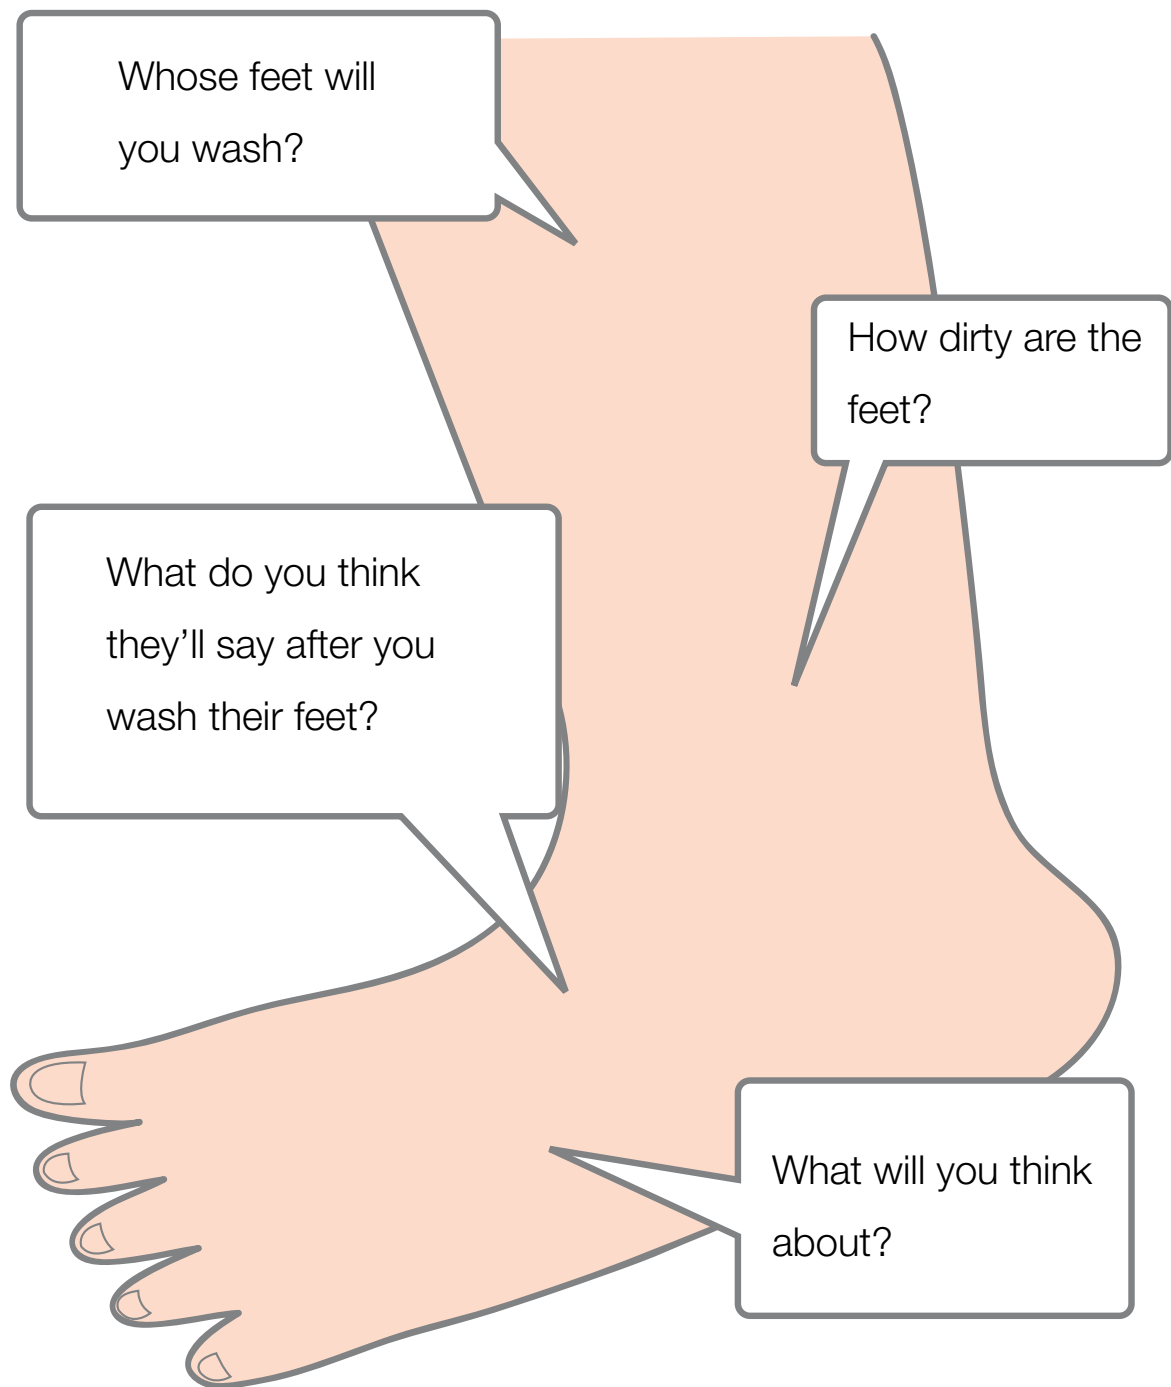 Whose feet will
you wash?
How dirty are the
feet?
What do you think
they’ll say after you
wash their feet?
What will you think
about?